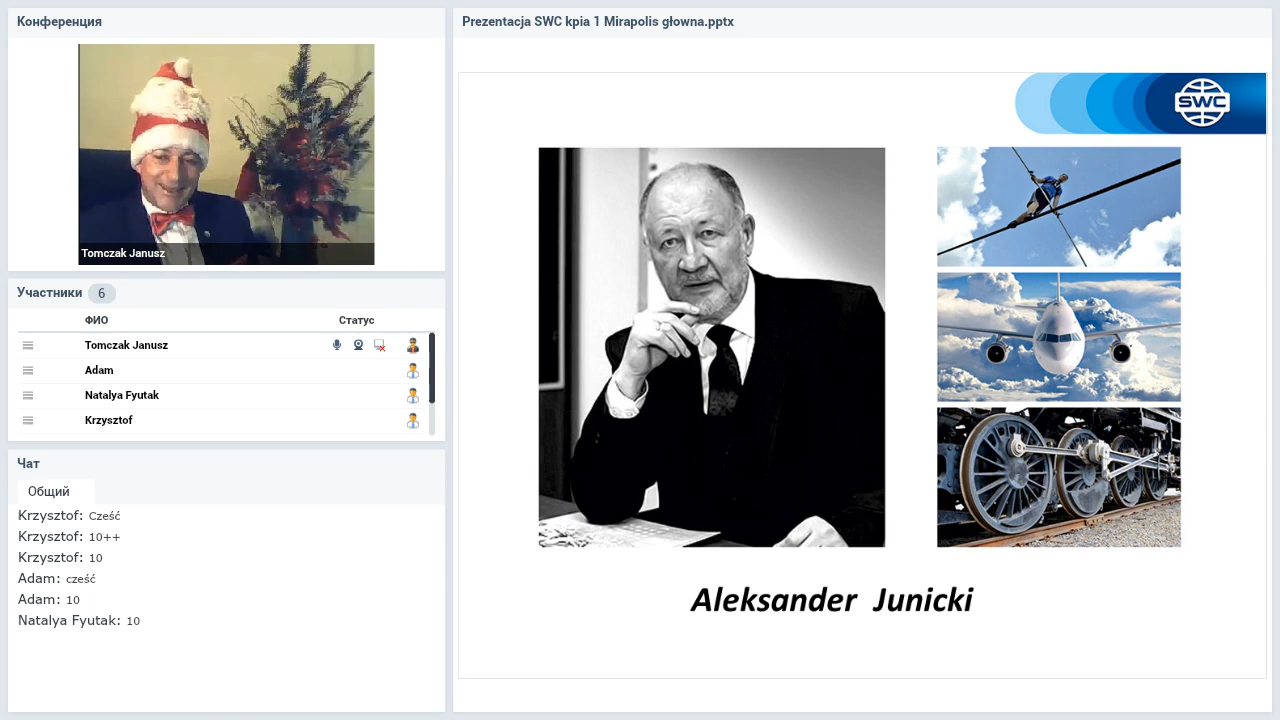 Конференция
Tomczak Janusz
Участники 6
ФИО Статус
Tomczak Janusz
Adam
Natalya Fyutak
Krzysztof
Чат
Общий
Krzysztof: Cześć
Krzysztof: 10++
Krzysztof: 10
Adam: cześć
Adam: 10
Natalya Fyutak: 10
Prezentacja SWC kpia 1 Mirapolis głowna.pptx
SWC
Aleksander Junicki